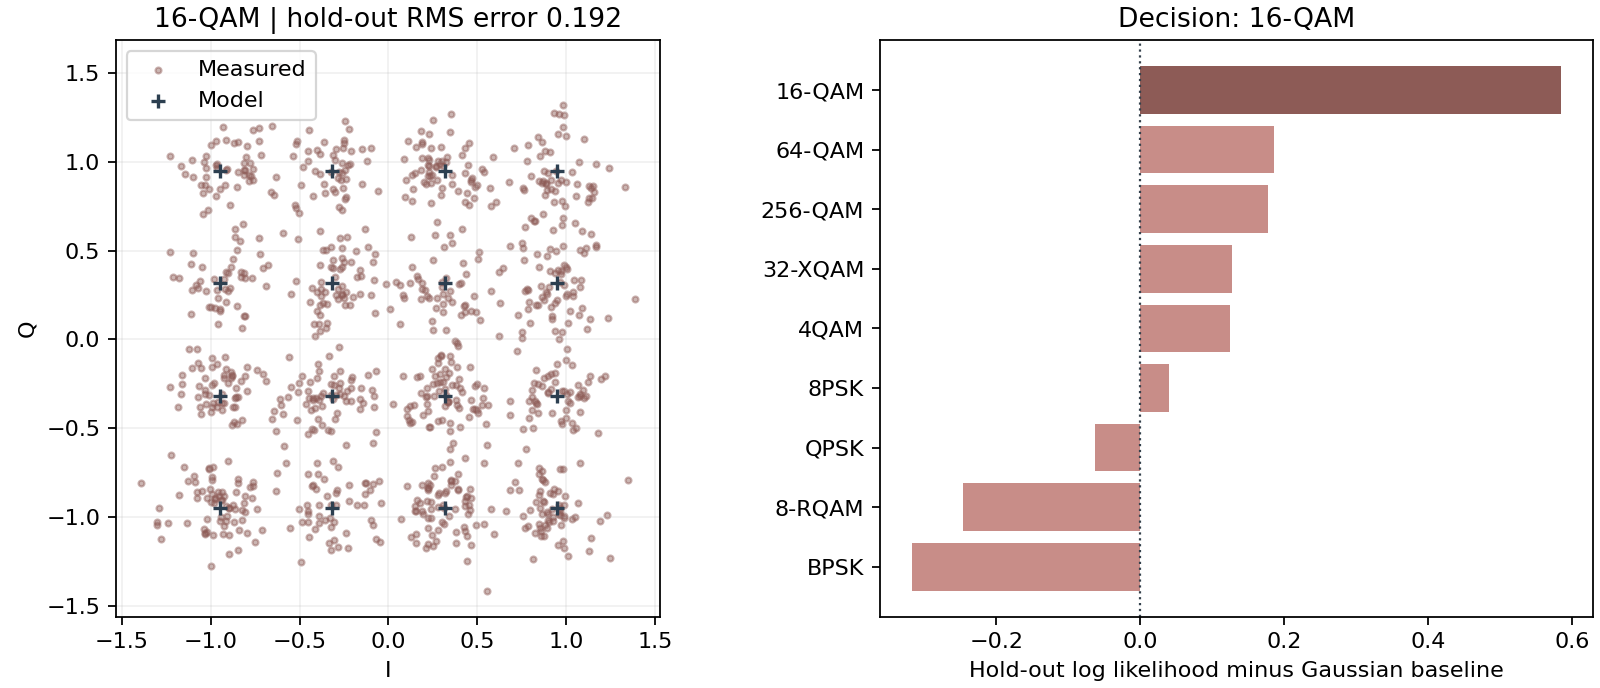 16-QAM | hold-out RMS error 0.192
Measured
Model
Q
1.5
1.0
0.5
0.0
−0.5
−1.0
−1.5
−1.5
−1.0
−0.5
0.0
0.5
1.0
1.5
I
Decision: 16-QAM
16-QAM
64-QAM
256-QAM
32-XQAM
4QAM
8PSK
QPSK
8-RQAM
BPSK
−0.2
0.0
0.2
0.4
0.6
Hold-out log likelihood minus Gaussian baseline